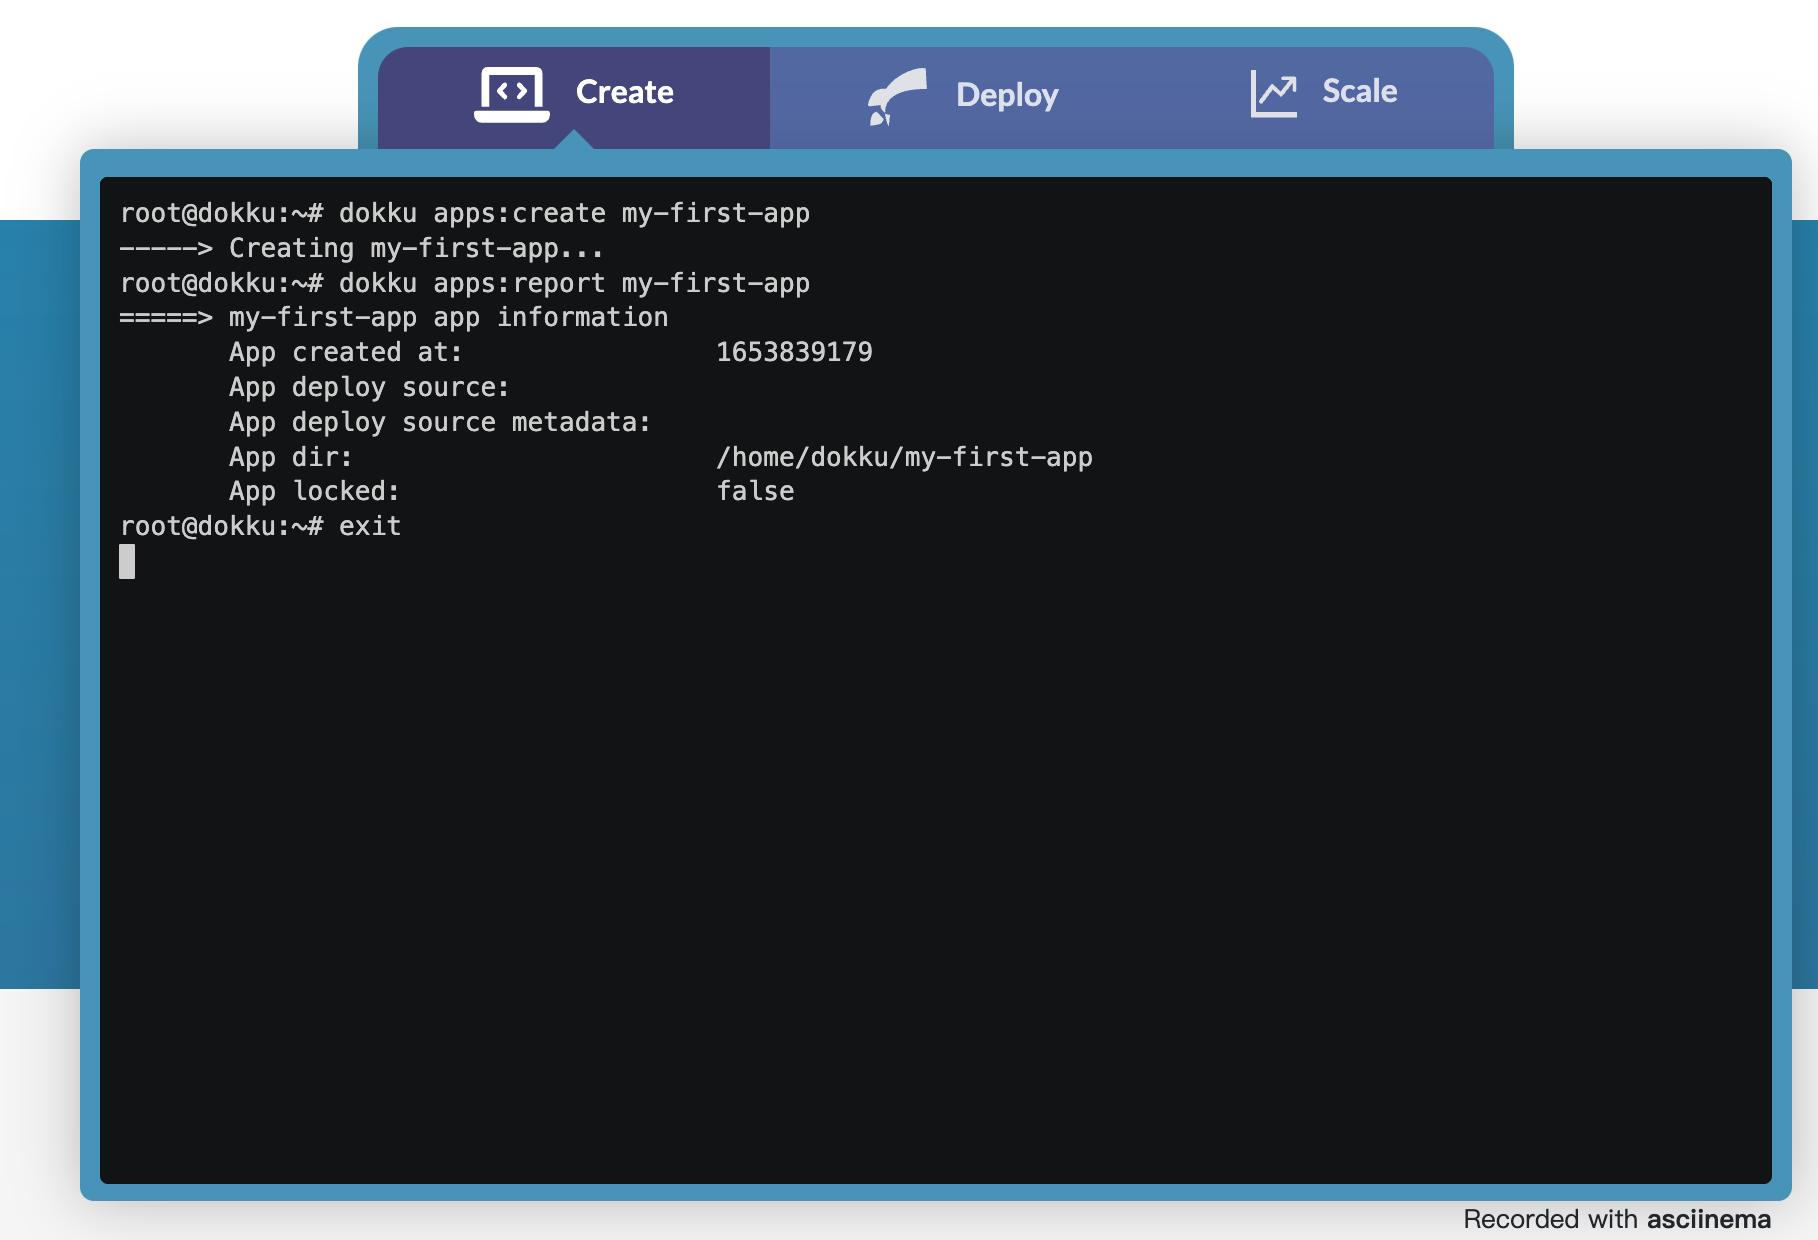 Create
Deploy
Scale
root@dokku:~# dokku apps:create my-first-app
-----> Creating my-first-app...
root@dokku:~# dokku apps:report my-first-app
=====> my-first-app app information
       App created at:                1653839179
       App deploy source:
       App deploy source metadata:
       App dir:                       /home/dokku/my-first-app
       App locked:                    false
root@dokku:~# exit
Recorded with asciinema